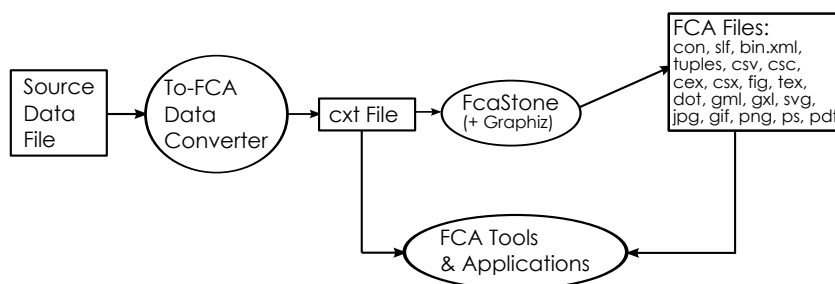 Source
Data
File
To-FCA
Data
Converter
cxt File
FcaStone
(+ Graphiz)
FCA Files:
con, slf, bin.xml,
tuples, csv, csc,
cex, csx, fig, tex,
dot, gml, gxl, svg,
jpg, gif, png, ps, pdf
FCA Tools
& Applications